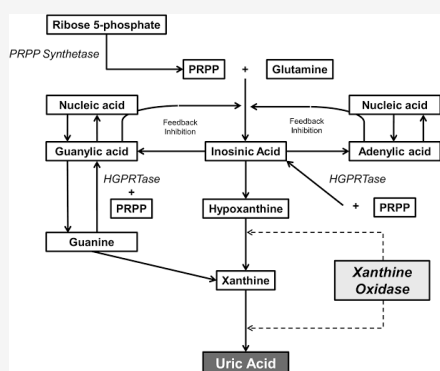 Ribose 5-phosphate
PRPP Synthetase
PRPP + Glutamine
Nucleic acid
Nucleic acid
Feedback
Inhibition
Feedback
Inhibition
Guanylic acid
Inosinic Acid
Adenylic acid
HGPRTase
+
PRPP
HGPRTase
+ PRPP
Hypoxanthine
Guanine
Xanthine
Xanthine
Oxidase
Uric Acid